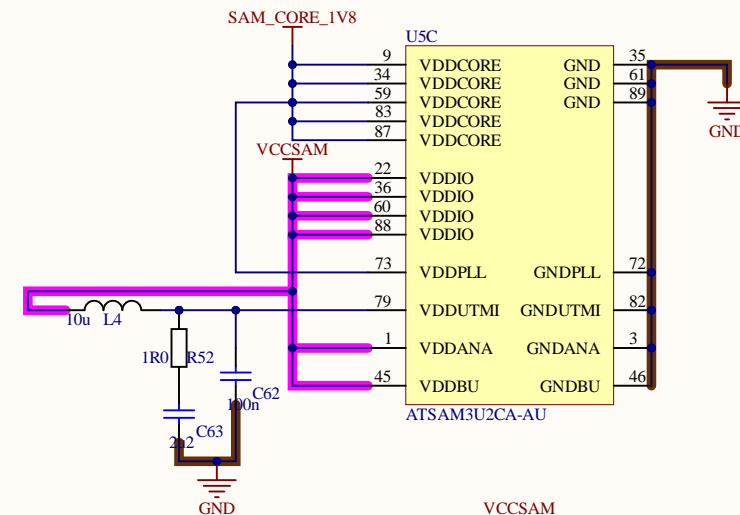 SAM_CORE_1V8
U5C
9 VDDCORE GND 35
34 VDDCORE GND 61
59 VDDCORE GND 89
83 VDDCORE
87 VDDCORE
GND
VCCSAM
22 VDDIO
36 VDDIO
60 VDDIO
88 VDDIO
73 VDDPLL GNDPLL 72
79 VDDUTMI GNDUTMI 82
10u L4
1 VDDANA GNDANA 3
1R0 R52
45 VDDBU GNDBU 46
C62
100n
ATSAM3U2CA-AU
C63
2u2
GND
VCCSAM